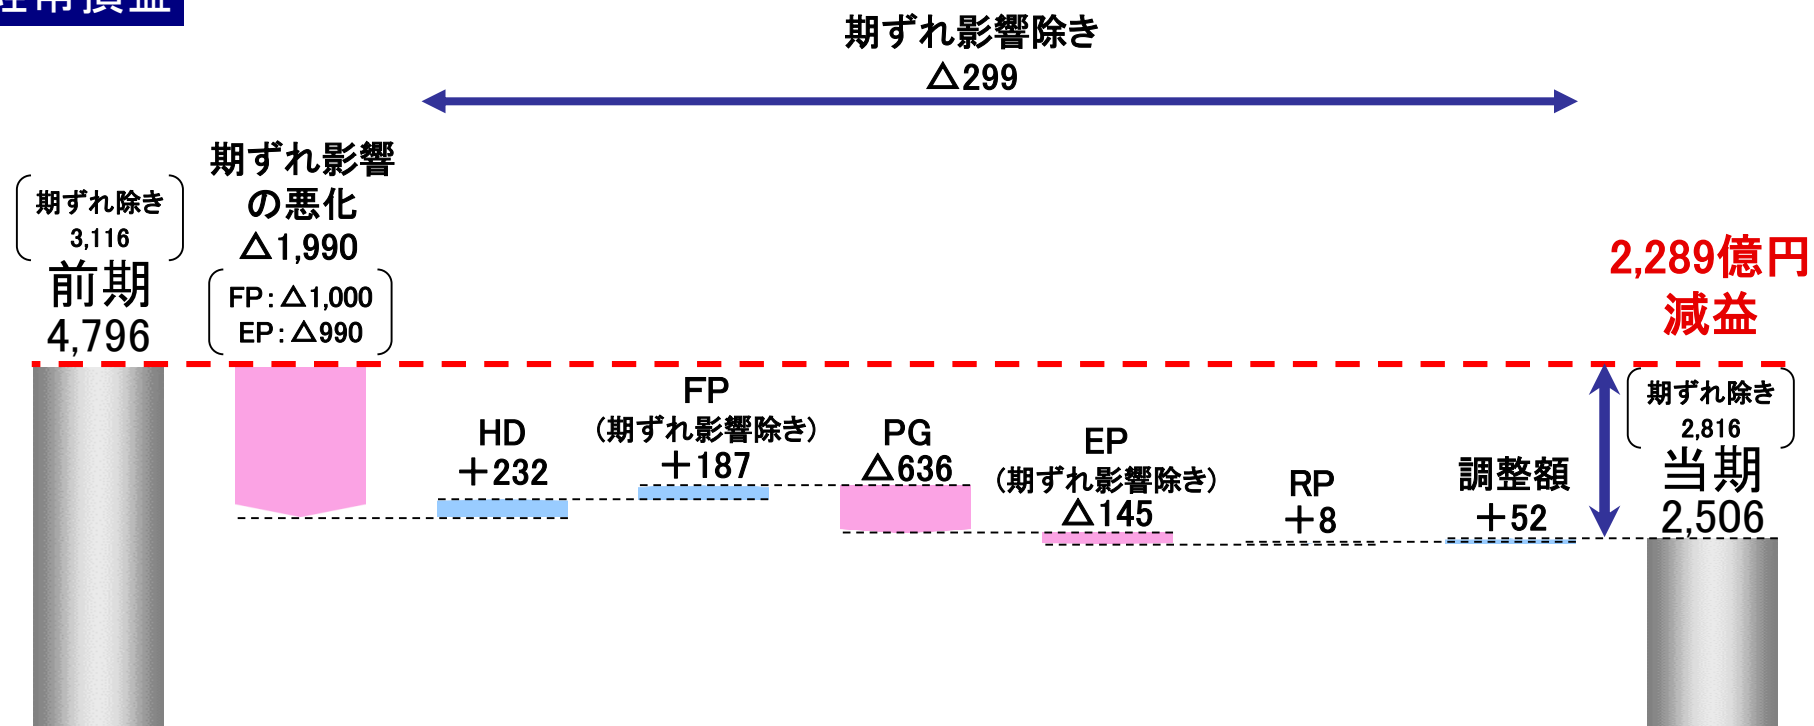 経常損益
期ずれ影響除き
△299
期ずれ除き
3,116
前期
4,796
期ずれ影響
の悪化
△1,990
FP:△1,000
EP:△990
HD
+232
FP
(期ずれ影響除き)
+187
PG
△636
EP
(期ずれ影響除き)
△145
RP
+8
調整額
+52
2,289億円
減益
期ずれ除き
2,816
当期
2,506